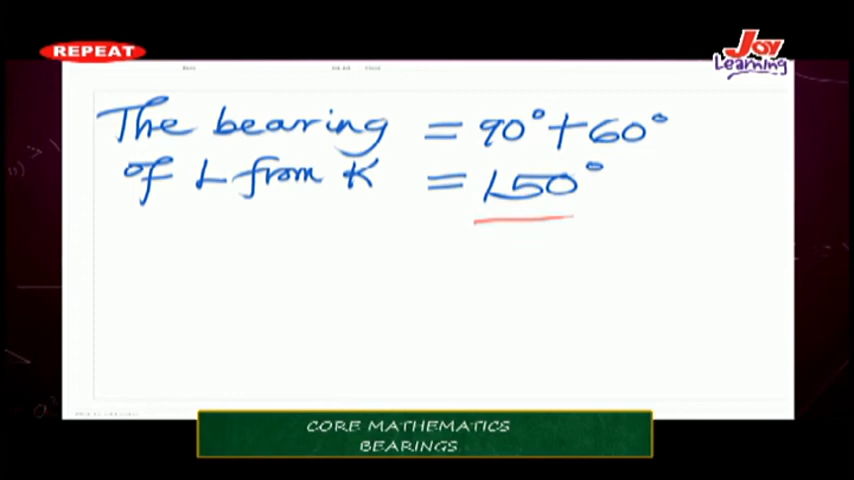 REPEAT
Joy
Learning
The bearing = 90° + 60°
of L from K = 150°
CORE MATHEMATICS
BEARINGS